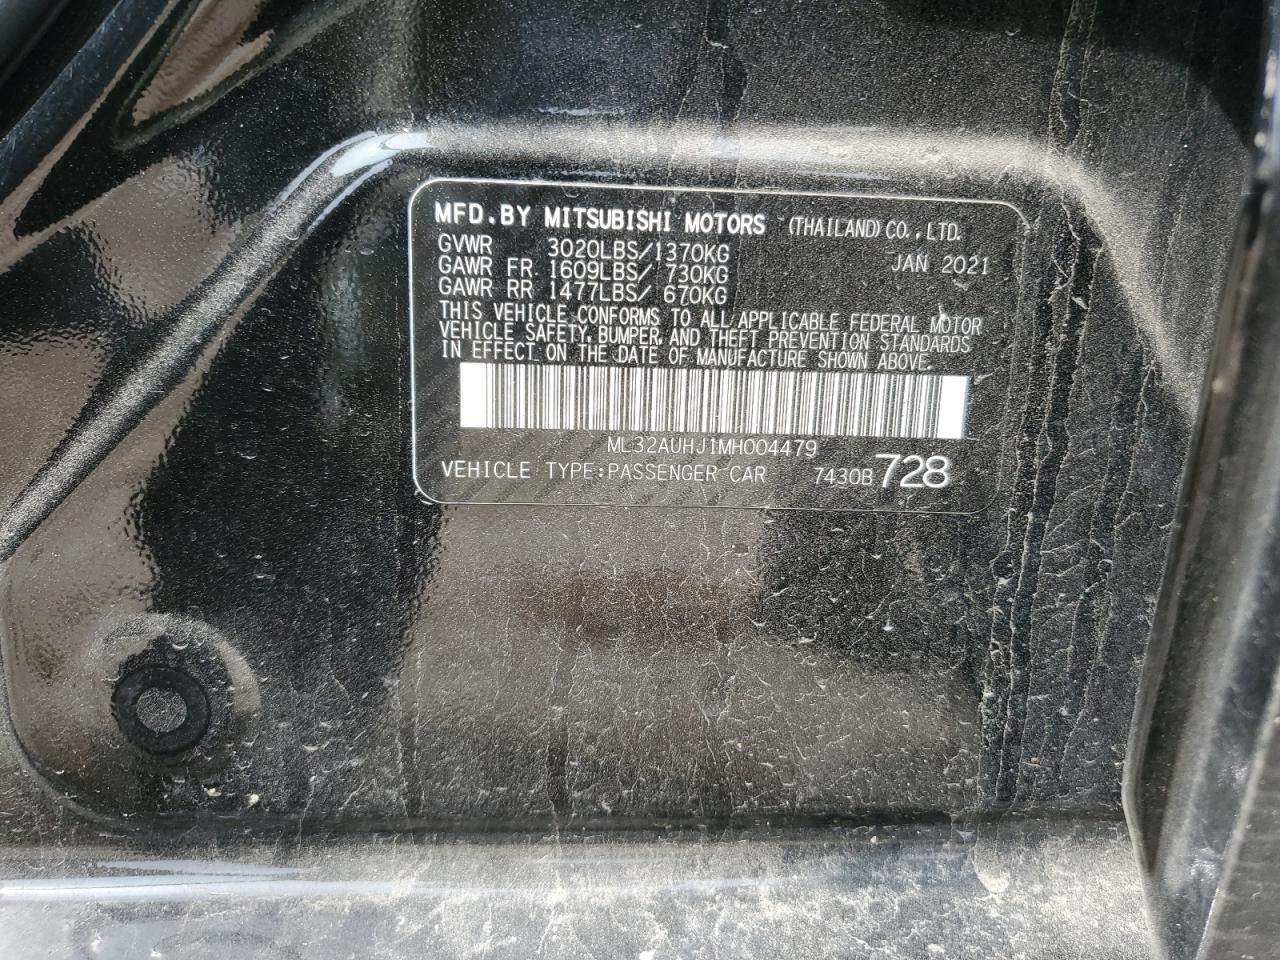 MFD.BY MITSUBISHI MOTORS (THAILAND)CO.,LTD.
GVWR 3020LBS/1370KG JAN 2021
GAWR FR 1609LBS/ 730KG
GAWR RR 1477LBS/ 670KG
THIS VEHICLE CONFORMS TO ALL APPLICABLE FEDERAL MOTOR
VEHICLE SAFETY, BUMPER, AND THEFT PREVENTION STANDARDS
IN EFFECT ON THE DATE OF MANUFACTURE SHOWN ABOVE.
ML32AUHJ1MH004479
VEHICLE TYPE:PASSENGER CAR 7430B 728